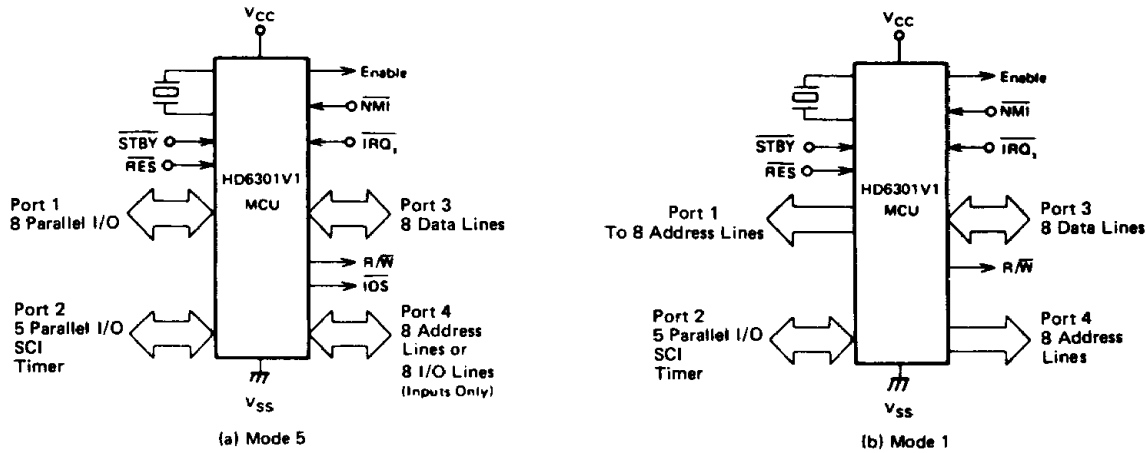 VCC
Enable
NMI
STBY
IRQ1
RES
HD6301V1
MCU
Port 1
8 Parallel I/O
Port 3
8 Data Lines
R/W
IOS
Port 2
5 Parallel I/O
SCI
Timer
Port 4
8 Address
Lines or
8 I/O Lines
(Inputs Only)
VSS
(a) Mode 5
VCC
Enable
NMI
STBY
IRQ1
RES
HD6301V1
MCU
Port 1
To 8 Address Lines
Port 3
8 Data Lines
R/W
Port 2
5 Parallel I/O
SCI
Timer
Port 4
8 Address
Lines
VSS
(b) Mode 1